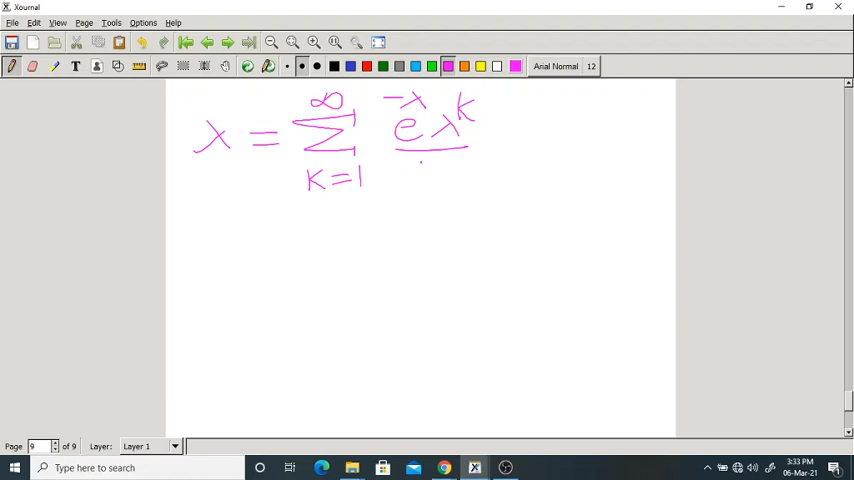 Xournal
File Edit View Page Tools Options Help
Arial Normal 12
λ = ∑ e λ
∞ -λ k
k = 1
Page 9 of 9 Layer: Layer 1
Type here to search
3:33 PM
06-Mar-21